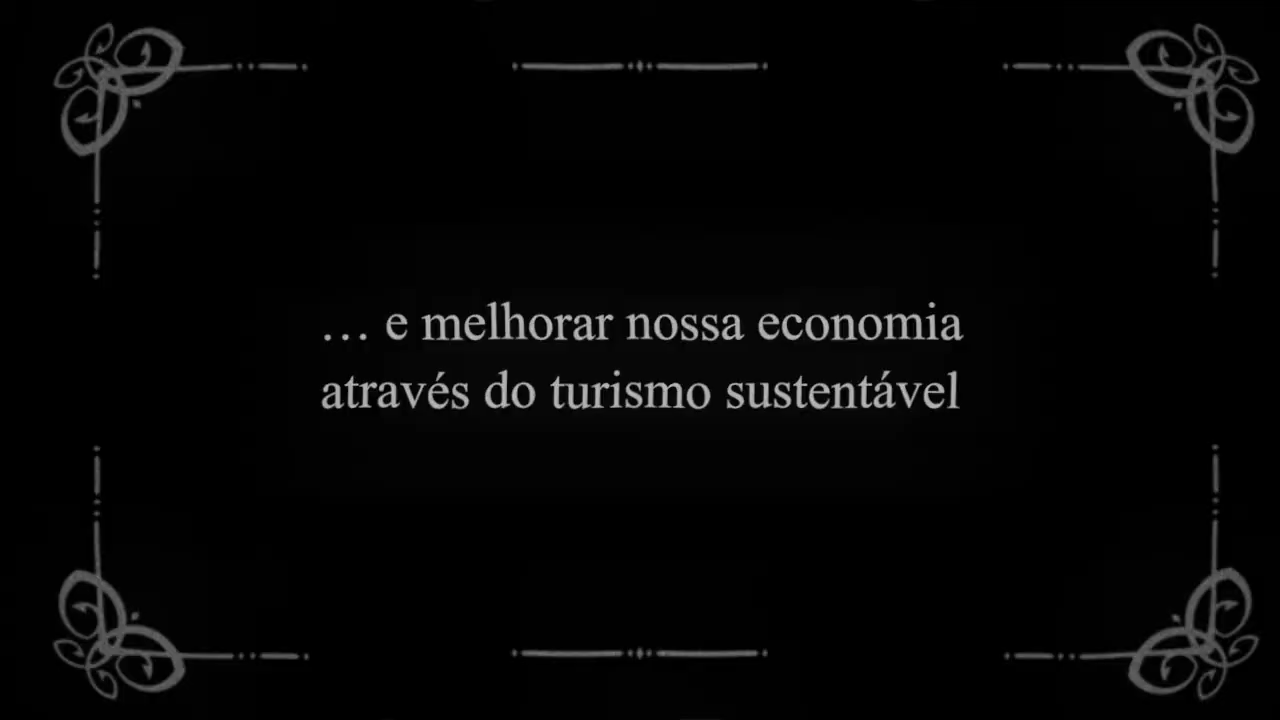 … e melhorar nossa economia
através do turismo sustentável